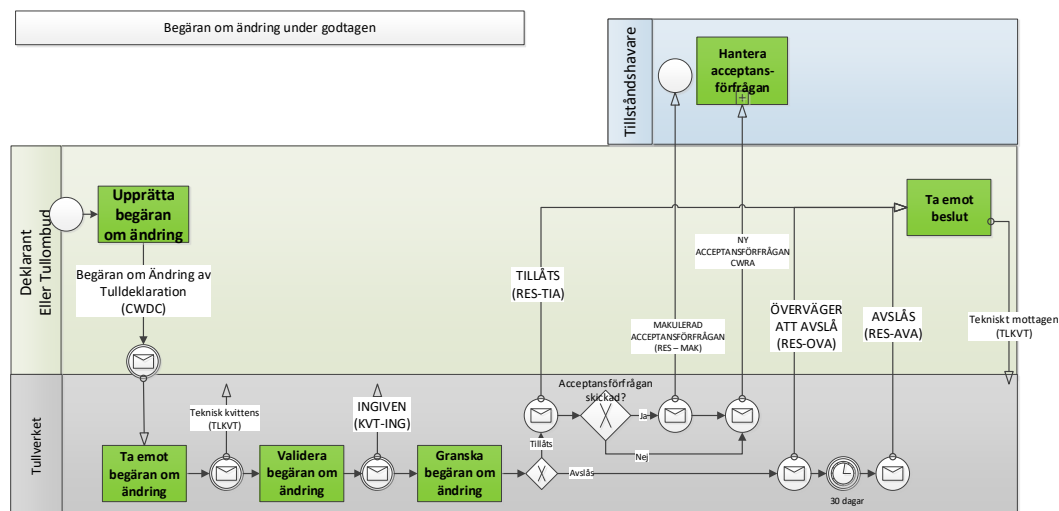 Begäran om ändring under godtagen
Tillståndshavare
Hantera
acceptans-
förfrågan
Deklarant
Eller Tullombud
Upprätta
begäran
om ändring
Ta emot
beslut
Begäran om Ändring av
Tulldeklaration
(CWDC)
TILLÅTS
(RES-TIA)
MAKULERAD
ACCEPTANSFÖRFRÅGAN
(RES – MAK)
NY
ACCEPTANSFÖRFRÅGAN
CWRA
ÖVERVÄGER
ATT AVSLÅ
(RES-OVA)
AVSLÅS
(RES-AVA)
Tekniskt mottagen
(TLKVT)
Tullverket
Teknisk kvittens
(TLKVT)
INGIVEN
(KVT-ING)
Acceptansförfrågan
skickad?
Ja
Nej
Tillåts
Avslås
Ta emot
begäran om
ändring
Validera
begäran om
ändring
Granska
begäran om
ändring
30 dagar